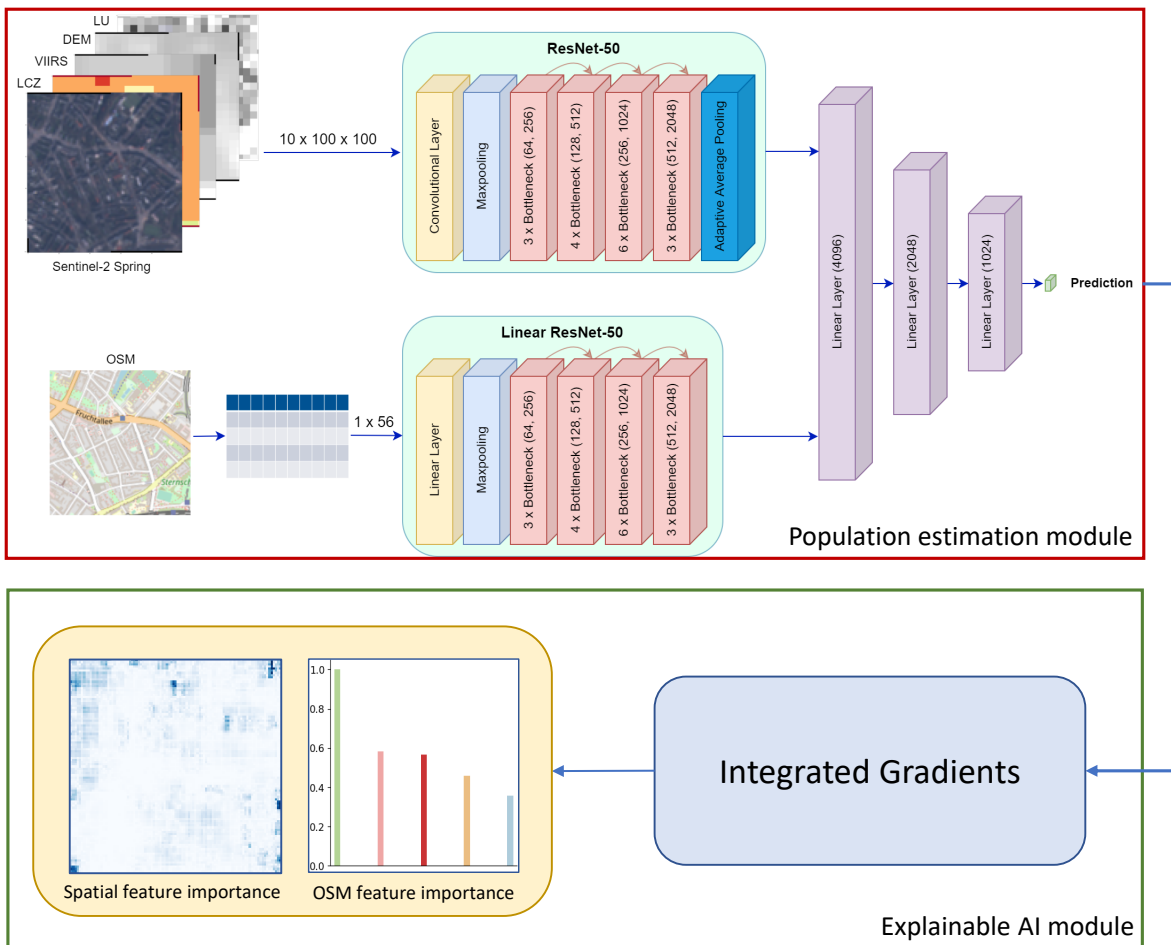 LU
DEM
VIIRS
LCZ
Sentinel-2 Spring
10 x 100 x 100
ResNet-50
Convolutional Layer
Maxpooling
3 x Bottleneck (64, 256)
4 x Bottleneck (128, 512)
6 x Bottleneck (256, 1024)
3 x Bottleneck (512, 2048)
Adaptive Average Pooling
OSM
Fruchtallee
1 x 56
Linear ResNet-50
Linear Layer
Maxpooling
3 x Bottleneck (64, 256)
4 x Bottleneck (128, 512)
6 x Bottleneck (256, 1024)
3 x Bottleneck (512, 2048)
Linear Layer (4096)
Linear Layer (2048)
Linear Layer (1024)
Prediction
Population estimation module
1.0
0.8
0.6
0.4
0.2
0.0
Spatial feature importance
OSM feature importance
Integrated Gradients
Explainable AI module